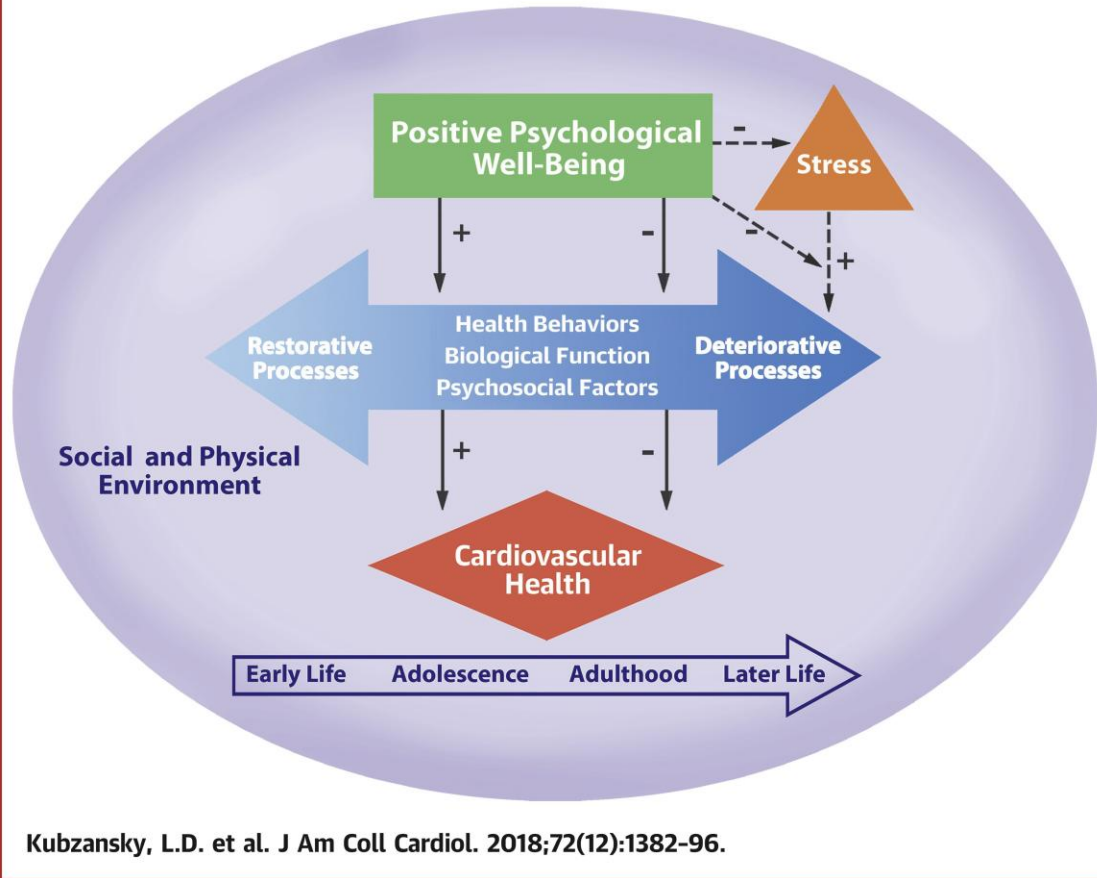 Positive Psychological
Well-Being
-
Stress
+
-
-
+
Health Behaviors
Biological Function
Psychosocial Factors
Restorative
Processes
Deteriorative
Processes
Social and Physical
Environment
+
-
Cardiovascular
Health
Early Life Adolescence Adulthood Later Life
Kubzansky, L.D. et al. J Am Coll Cardiol. 2018;72(12):1382–96.